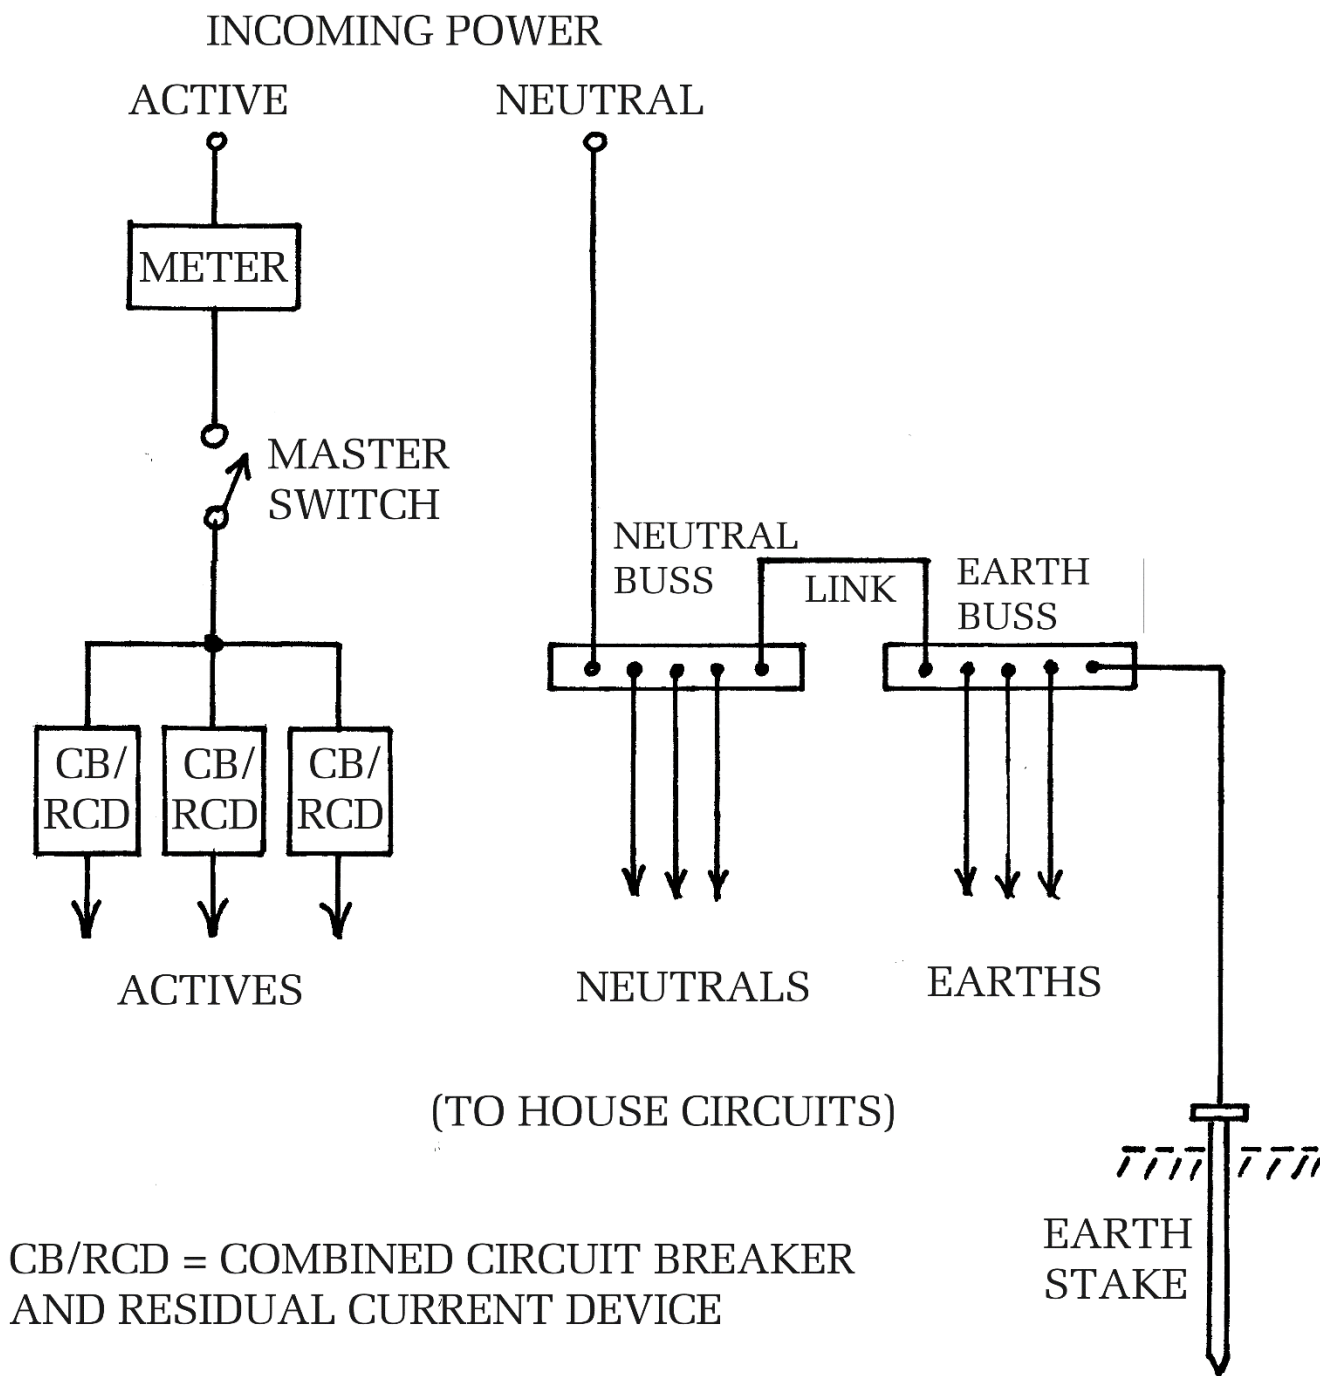 INCOMING POWER
ACTIVE
NEUTRAL
METER
MASTER
SWITCH
NEUTRAL
BUSS
LINK
EARTH
BUSS
CB/
RCD
CB/
RCD
CB/
RCD
ACTIVES
NEUTRALS
EARTHS
(TO HOUSE CIRCUITS)
EARTH
STAKE
CB/RCD = COMBINED CIRCUIT BREAKER
AND RESIDUAL CURRENT DEVICE